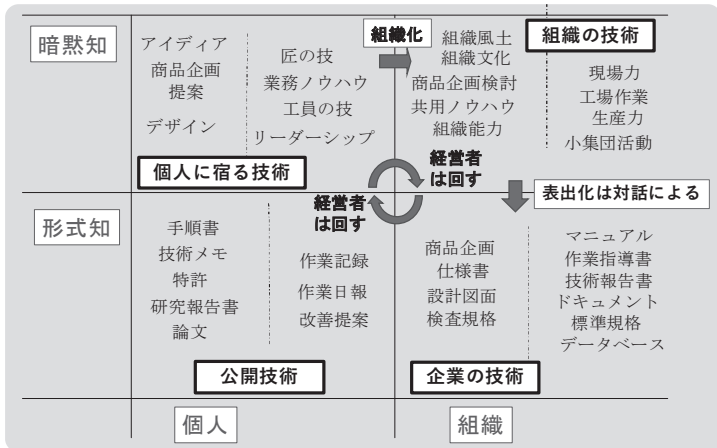 暗黙知
アイディア
商品企画
提案
デザイン
匠の技
業務ノウハウ
工員の技
リーダーシップ
個人に宿る技術
組織化
組織風土
組織文化
商品企画検討
共用ノウハウ
組織能力
組織の技術
現場力
工場作業
生産力
小集団活動
経営者
は回す
経営者
は回す
表出化は対話による
形式知
手順書
技術メモ
特許
研究報告書
論文
作業記録
作業日報
改善提案
公開技術
商品企画
仕様書
設計図面
検査規格
マニュアル
作業指導書
技術報告書
ドキュメント
標準規格
データベース
企業の技術
個人
組織